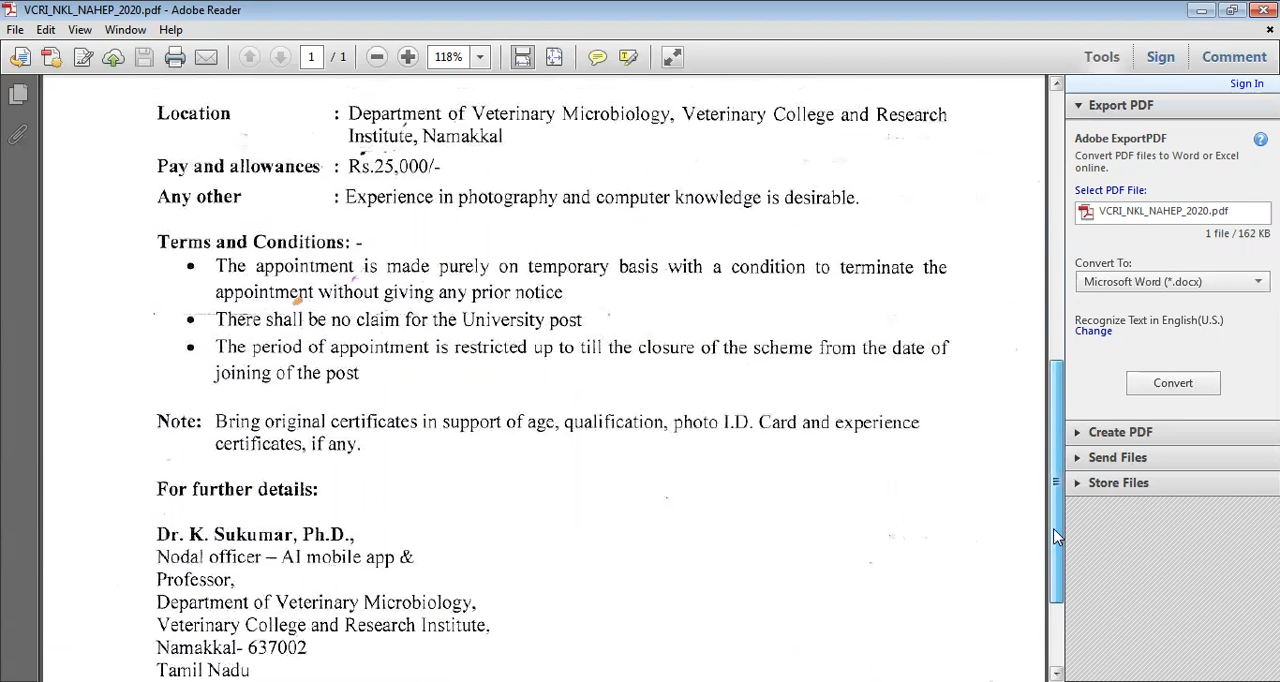 VCRI_NKL_NAHEP_2020.pdf - Adobe Reader
File Edit View Window Help
1 / 1 118% Tools Sign Comment
Sign In
Location : Department of Veterinary Microbiology, Veterinary College and Research
Institute, Namakkal
Pay and allowances : Rs.25,000/-
Any other : Experience in photography and computer knowledge is desirable.
Terms and Conditions: -
• The appointment is made purely on temporary basis with a condition to terminate the
appointment without giving any prior notice
• There shall be no claim for the University post
• The period of appointment is restricted up to till the closure of the scheme from the date of
joining of the post
Note: Bring original certificates in support of age, qualification, photo I.D. Card and experience
certificates, if any.
For further details:
Dr. K. Sukumar, Ph.D.,
Nodal officer – AI mobile app &
Professor,
Department of Veterinary Microbiology,
Veterinary College and Research Institute,
Namakkal- 637002
Tamil Nadu
Export PDF
Adobe ExportPDF
Convert PDF files to Word or Excel
online.
Select PDF File:
VCRI_NKL_NAHEP_2020.pdf
1 file / 162 KB
Convert To:
Microsoft Word (*.docx)
Recognize Text in English(U.S.)
Change
Convert
Create PDF
Send Files
Store Files